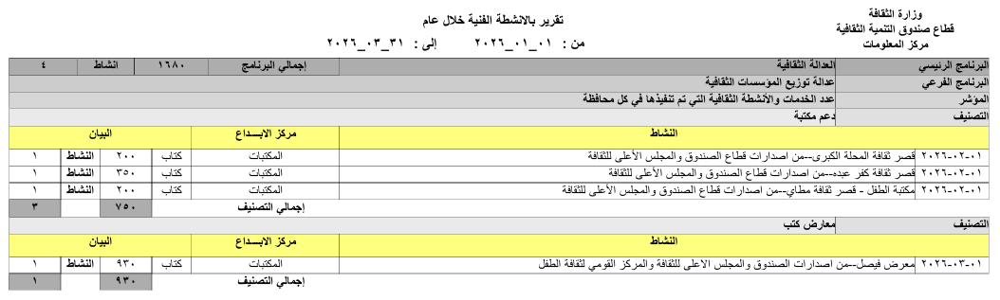 وزارة الثقافة
قطاع صندوق التنمية الثقافية
مركز المعلومات
تقرير بالانشطة الفنية خلال عام
من : ٠١_٠١_٢٠٢٦ إلى : ٣١_٠٣_٢٠٢٦
البرنامج الرئيسي العدالة الثقافية إجمالي البرنامج ١٦٨٠ انشاط ٤
البرنامج الفرعي عدالة توزيع المؤسسات الثقافية
المؤشر عدد الخدمات والأنشطة الثقافية التي تم تنفيذها في كل محافظة
التصنيف دعم مكتبة
النشاط مركز الابــداع البيان
٢٠٢٦-٠٢-٠١ قصر ثقافة المحلة الكبرى--من اصدارات قطاع الصندوق والمجلس الأعلى للثقافة المكتبات كتاب ٢٠٠ النشاط ١
٢٠٢٦-٠٢-٠١ قصر ثقافة كفر عبده--من اصدارات قطاع الصندوق والمجلس الأعلى للثقافة المكتبات كتاب ٣٥٠ النشاط ١
٢٠٢٦-٠٢-٠١ مكتبة الطفل - قصر ثقافة مطاي--من اصدارات قطاع الصندوق والمجلس الأعلى للثقافة المكتبات كتاب ٢٠٠ النشاط ١
إجمالي التصنيف ٧٥٠ ٣
التصنيف معارض كتب
النشاط مركز الابــداع البيان
٢٠٢٦-٠٣-٠١ معرض فيصل--من اصدارات الصندوق والمجلس الاعلى للثقافة والمركز القومي لثقافة الطفل المكتبات كتاب ٩٣٠ النشاط ١
إجمالي التصنيف ٩٣٠ ١